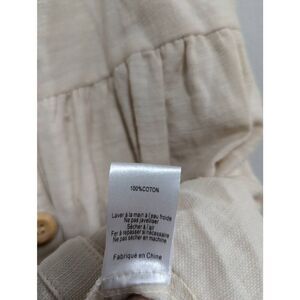 100%COTON
Laver à la main à l eau froide
Ne pas javelliser
Sécher à l air
Fer à repasser si nécessaire
Ne pas sécher en machine
Fabriqué en Chine